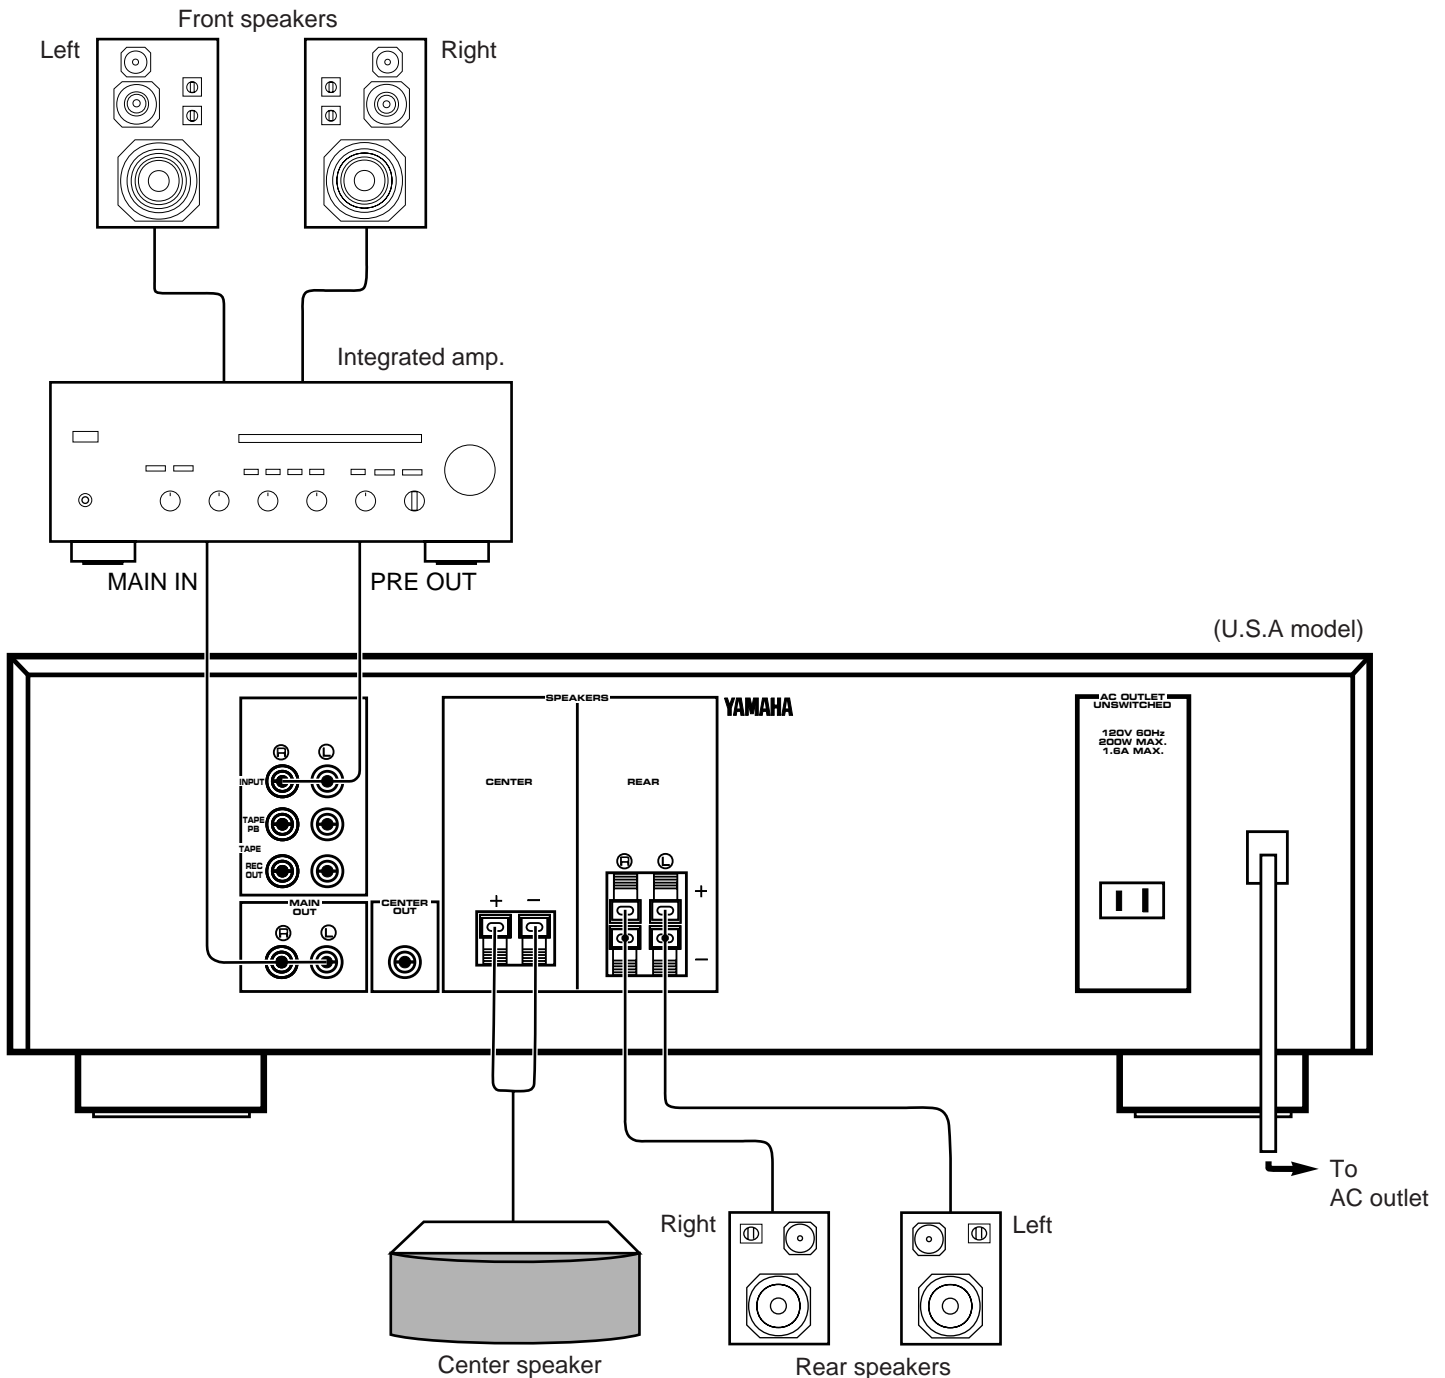 Front speakers
Left
Right
Integrated amp.
MAIN IN
PRE OUT
(U.S.A model)
SPEAKERS
YAMAHA
AC OUTLET
UNSWITCHED
120V 60Hz
200W MAX.
1.6A MAX.
R L
INPUT
CENTER
REAR
TAPE
PB
TAPE
REC
OUT
R L
+
–
+ –
MAIN
OUT
CENTER
OUT
R L
To
AC outlet
Right
Left
Center speaker
Rear speakers